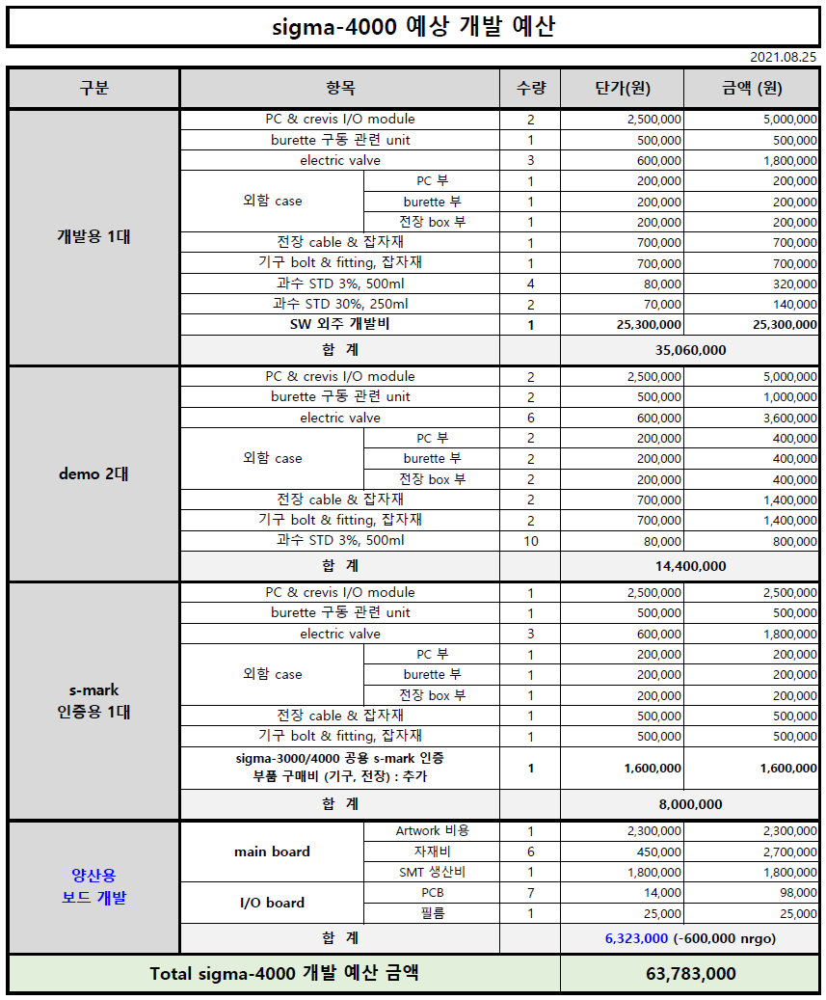 sigma-4000 예상 개발 예산
2021.08.25
구분 항목 수량 단가(원) 금액 (원)
개발용 1대
PC & crevis I/O module 2 2,500,000 5,000,000
burette 구동 관련 unit 1 500,000 500,000
electric valve 3 600,000 1,800,000
외함 case
PC 부 1 200,000 200,000
burette 부 1 200,000 200,000
전장 box 부 1 200,000 200,000
전장 cable & 잡자재 1 700,000 700,000
기구 bolt & fitting, 잡자재 1 700,000 700,000
과수 STD 3%, 500ml 4 80,000 320,000
과수 STD 30%, 250ml 2 70,000 140,000
SW 외주 개발비 1 25,300,000 25,300,000
합 계 35,060,000
demo 2대
PC & crevis I/O module 2 2,500,000 5,000,000
burette 구동 관련 unit 2 500,000 1,000,000
electric valve 6 600,000 3,600,000
외함 case
PC 부 2 200,000 400,000
burette 부 2 200,000 400,000
전장 box 부 2 200,000 400,000
전장 cable & 잡자재 2 700,000 1,400,000
기구 bolt & fitting, 잡자재 2 700,000 1,400,000
과수 STD 3%, 500ml 10 80,000 800,000
합 계 14,400,000
s-mark
인증용 1대
PC & crevis I/O module 1 2,500,000 2,500,000
burette 구동 관련 unit 1 500,000 500,000
electric valve 3 600,000 1,800,000
외함 case
PC 부 1 200,000 200,000
burette 부 1 200,000 200,000
전장 box 부 1 200,000 200,000
전장 cable & 잡자재 1 500,000 500,000
기구 bolt & fitting, 잡자재 1 500,000 500,000
sigma-3000/4000 공용 s-mark 인증
부품 구매비 (기구, 전장) : 추가 1 1,600,000 1,600,000
합 계 8,000,000
양산용
보드 개발
main board
Artwork 비용 1 2,300,000 2,300,000
자재비 6 450,000 2,700,000
SMT 생산비 1 1,800,000 1,800,000
I/O board
PCB 7 14,000 98,000
필름 1 25,000 25,000
합 계 6,323,000 (-600,000 nrgo)
Total sigma-4000 개발 예산 금액 63,783,000